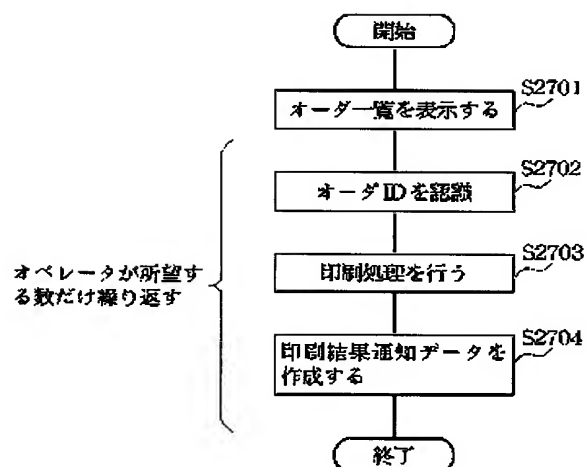 開始
S2701
オーダ一覧を表示する
S2702
オーダIDを認識
S2703
印刷処理を行う
オペレータが所望す
る数だけ繰り返す
S2704
印刷結果通知データを
作成する
終了